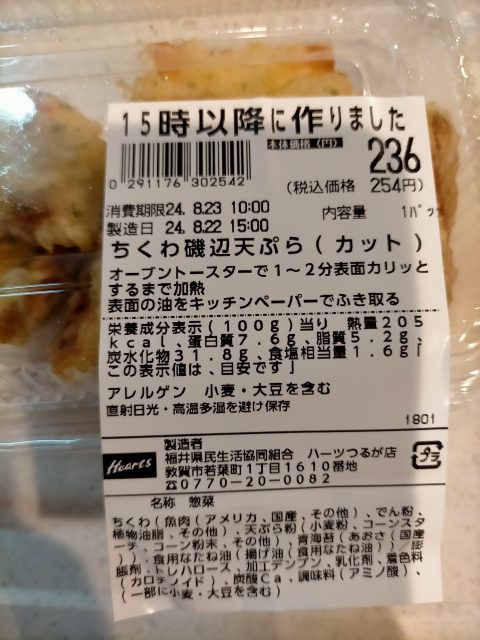 15時以降に作りました
本体価格(円)
236
0 291176 302542
(税込価格 254円)
消費期限24. 8.23 10:00
製造日 24. 8.22 15:00
内容量 1パッ
ちくわ磯辺天ぷら(カット)
オーブントースターで1〜2分表面カリッと
するまで加熱
表面の油をキッチンペーパーでふき取る
栄養成分表示(100g)当り 熱量205
kcal、蛋白質7.6g、脂質5.2g、
炭水化物31.8g、食塩相当量1.6g「
この表示値は、目安です」
アレルゲン 小麦・大豆を含む
直射日光・高温多湿を避け保存
1801
製造者
Hearts
福井県民生活協同組合 ハーツつるが店
敦賀市若葉町1丁目1610番地
☎0770-20-0082
プラ
名称 惣菜
ちくわ(魚肉(アメリカ、国産、その他)、でん粉、
植物油脂、その他)、天ぷら粉(小麦粉、コーンスタ
ーチ、コーン粉末、その他)、青海苔(あおさ(国産
))、食用なたね油(揚げ油(食用なたね油))/膨
脹剤、トレハロース、加工デンプン、乳化剤、着色料
(カロチノイド)、炭酸Ca、調味料(アミノ酸)、
(一部に小麦・大豆を含む)